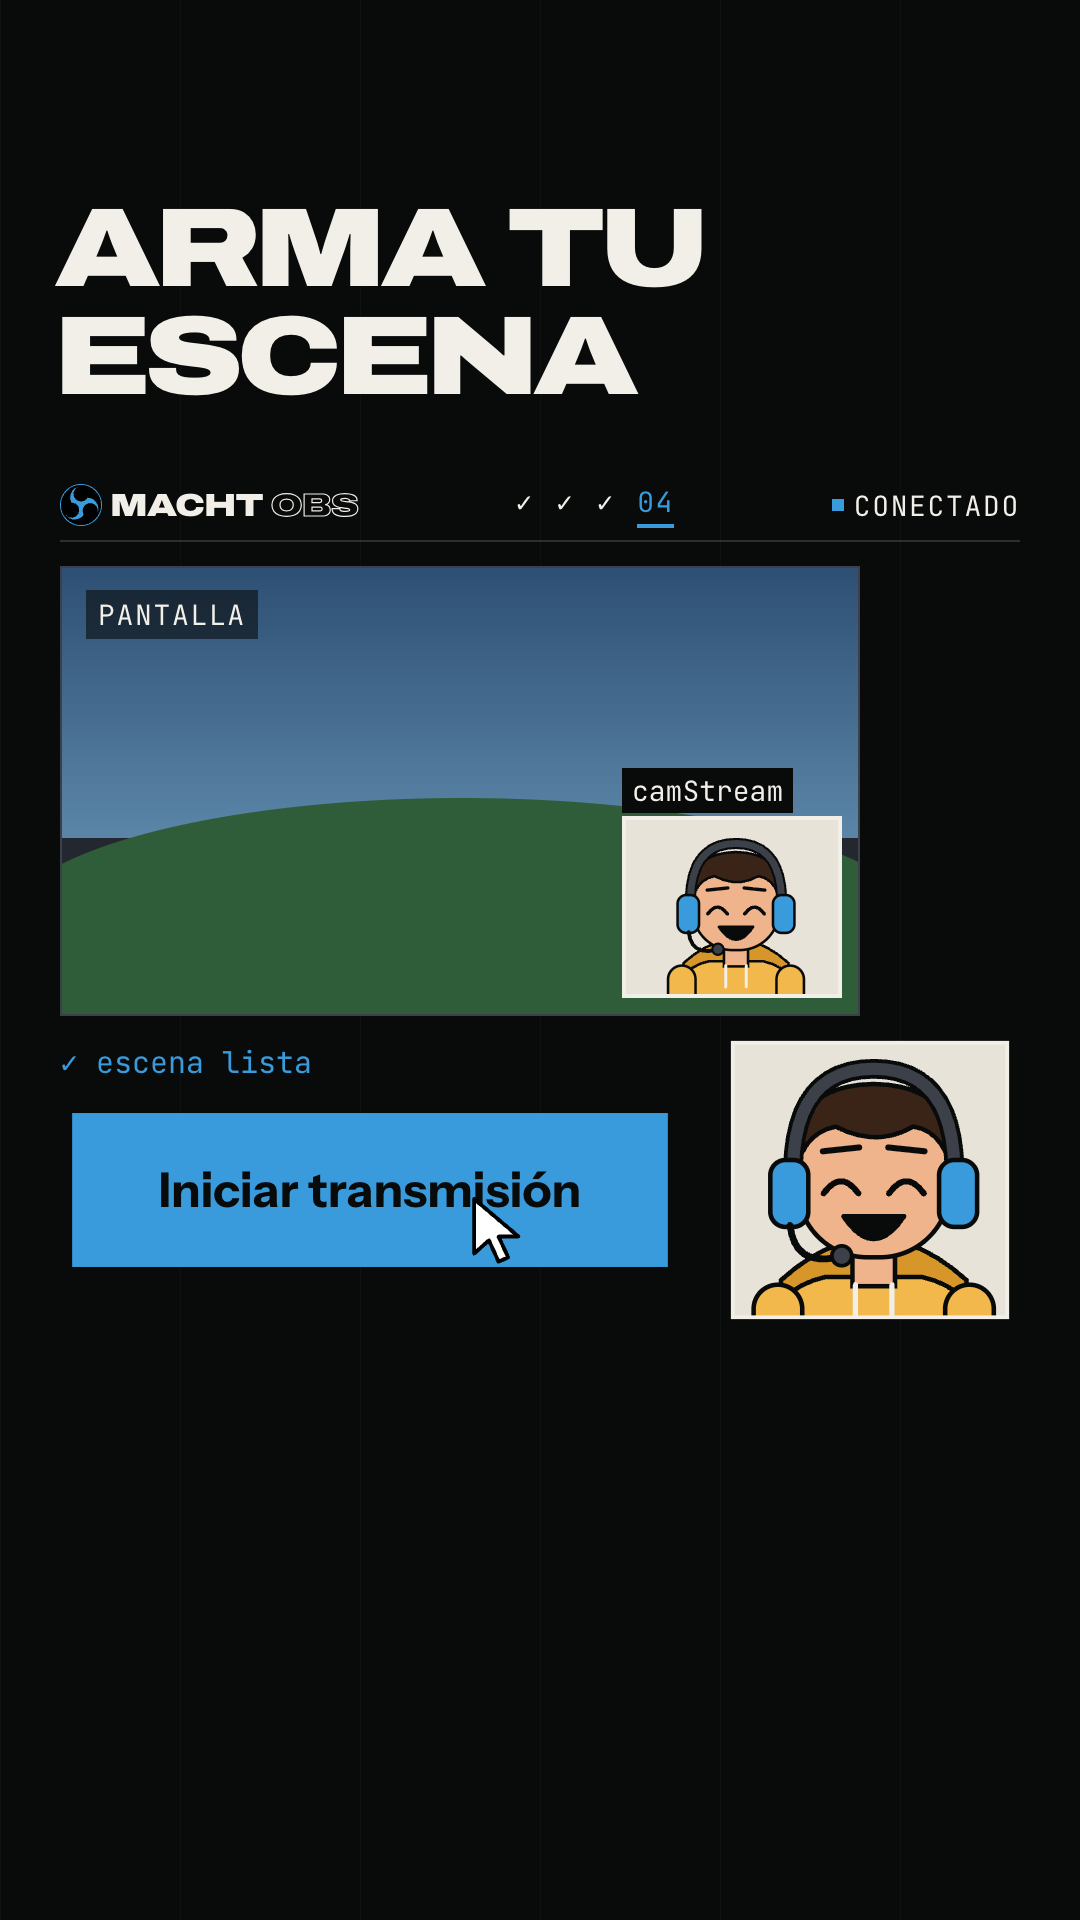 ARMA TU
ESCENA
MACHT OBS
✓ ✓ ✓ 04
CONECTADO
PANTALLA
camStream
✓ escena lista
Iniciar transmisión